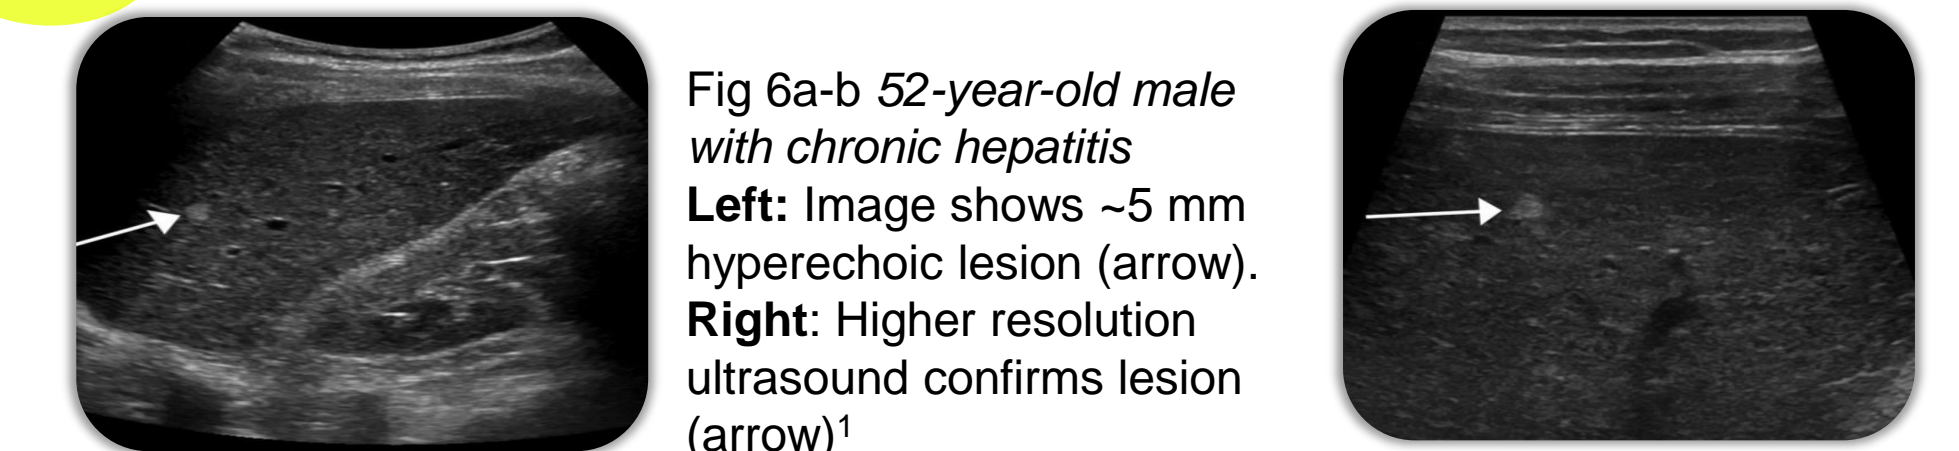 Fig 6a-b 52-year-old male
with chronic hepatitis
Left: Image shows ~5 mm
hyperechoic lesion (arrow).
Right: Higher resolution
ultrasound confirms lesion
(arrow)1